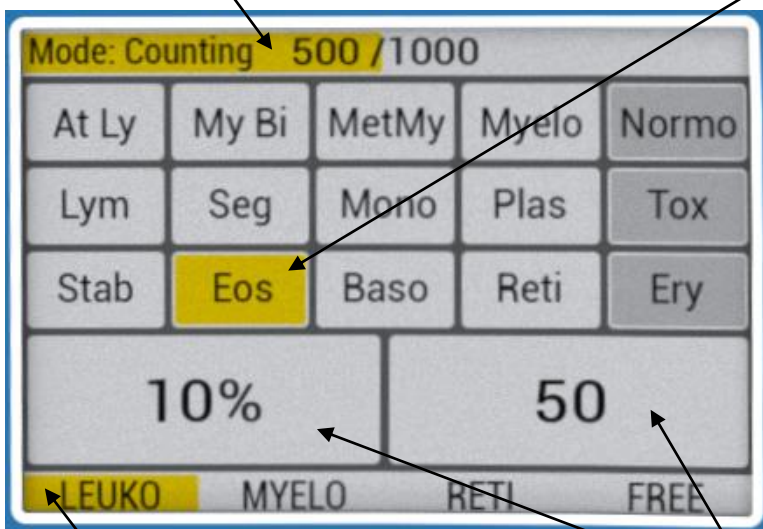 Mode: Counting 500 /1000
At Ly My Bi MetMy Myelo Normo
Lym Seg Mono Plas Tox
Stab Eos Baso Reti Ery
10% 50
LEUKO MYELO RETI FREE